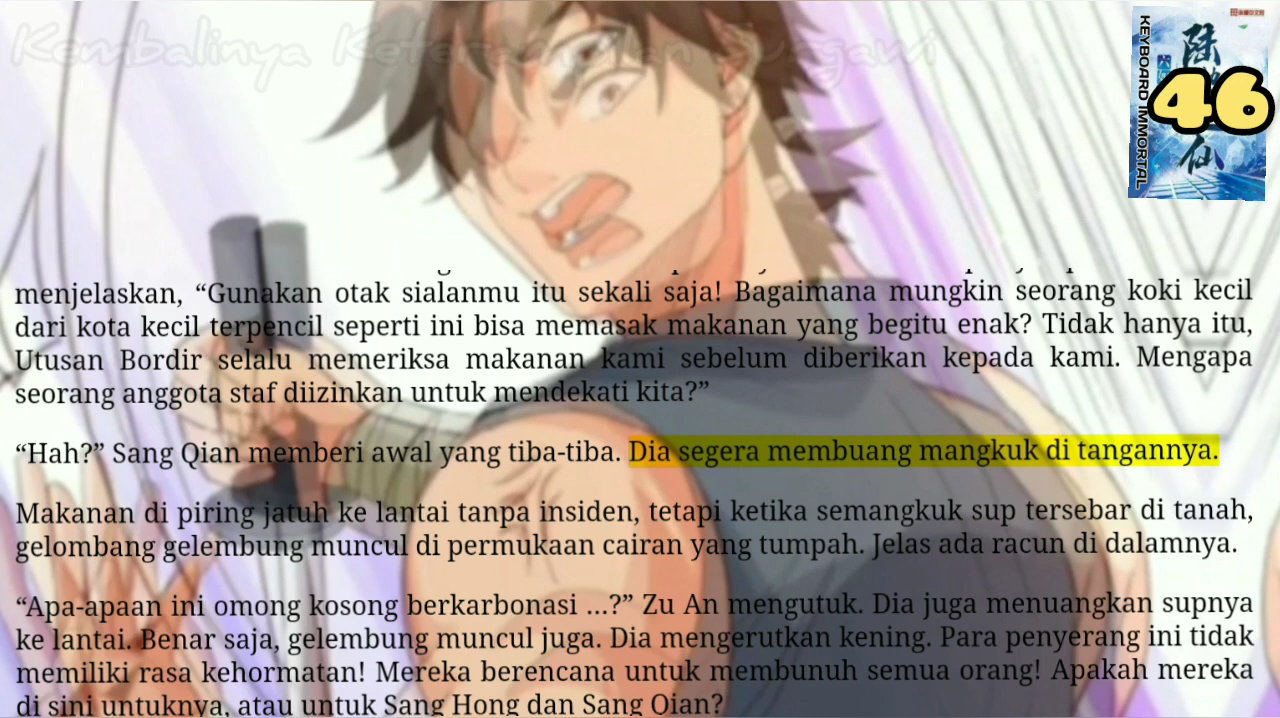 Kembalinya
46
KEYBOARD IMMORTAL
menjelaskan, “Gunakan otak sialanmu itu sekali saja! Bagaimana mungkin seorang koki kecil
dari kota kecil terpencil seperti ini bisa memasak makanan yang begitu enak? Tidak hanya itu,
Utusan Bordir selalu memeriksa makanan kami sebelum diberikan kepada kami. Mengapa
seorang anggota staf diizinkan untuk mendekati kita?”
“Hah?” Sang Qian memberi awal yang tiba-tiba. Dia segera membuang mangkuk di tangannya.
Makanan di piring jatuh ke lantai tanpa insiden, tetapi ketika semangkuk sup tersebar di tanah,
gelombang gelembung muncul di permukaan cairan yang tumpah. Jelas ada racun di dalamnya.
“Apa-apaan ini omong kosong berkarbonasi ...?” Zu An mengutuk. Dia juga menuangkan supnya
ke lantai. Benar saja, gelembung muncul juga. Dia mengerutkan kening. Para penyerang ini tidak
memiliki rasa kehormatan! Mereka berencana untuk membunuh semua orang! Apakah mereka
di sini untuknya, atau untuk Sang Hong dan Sang Qian?